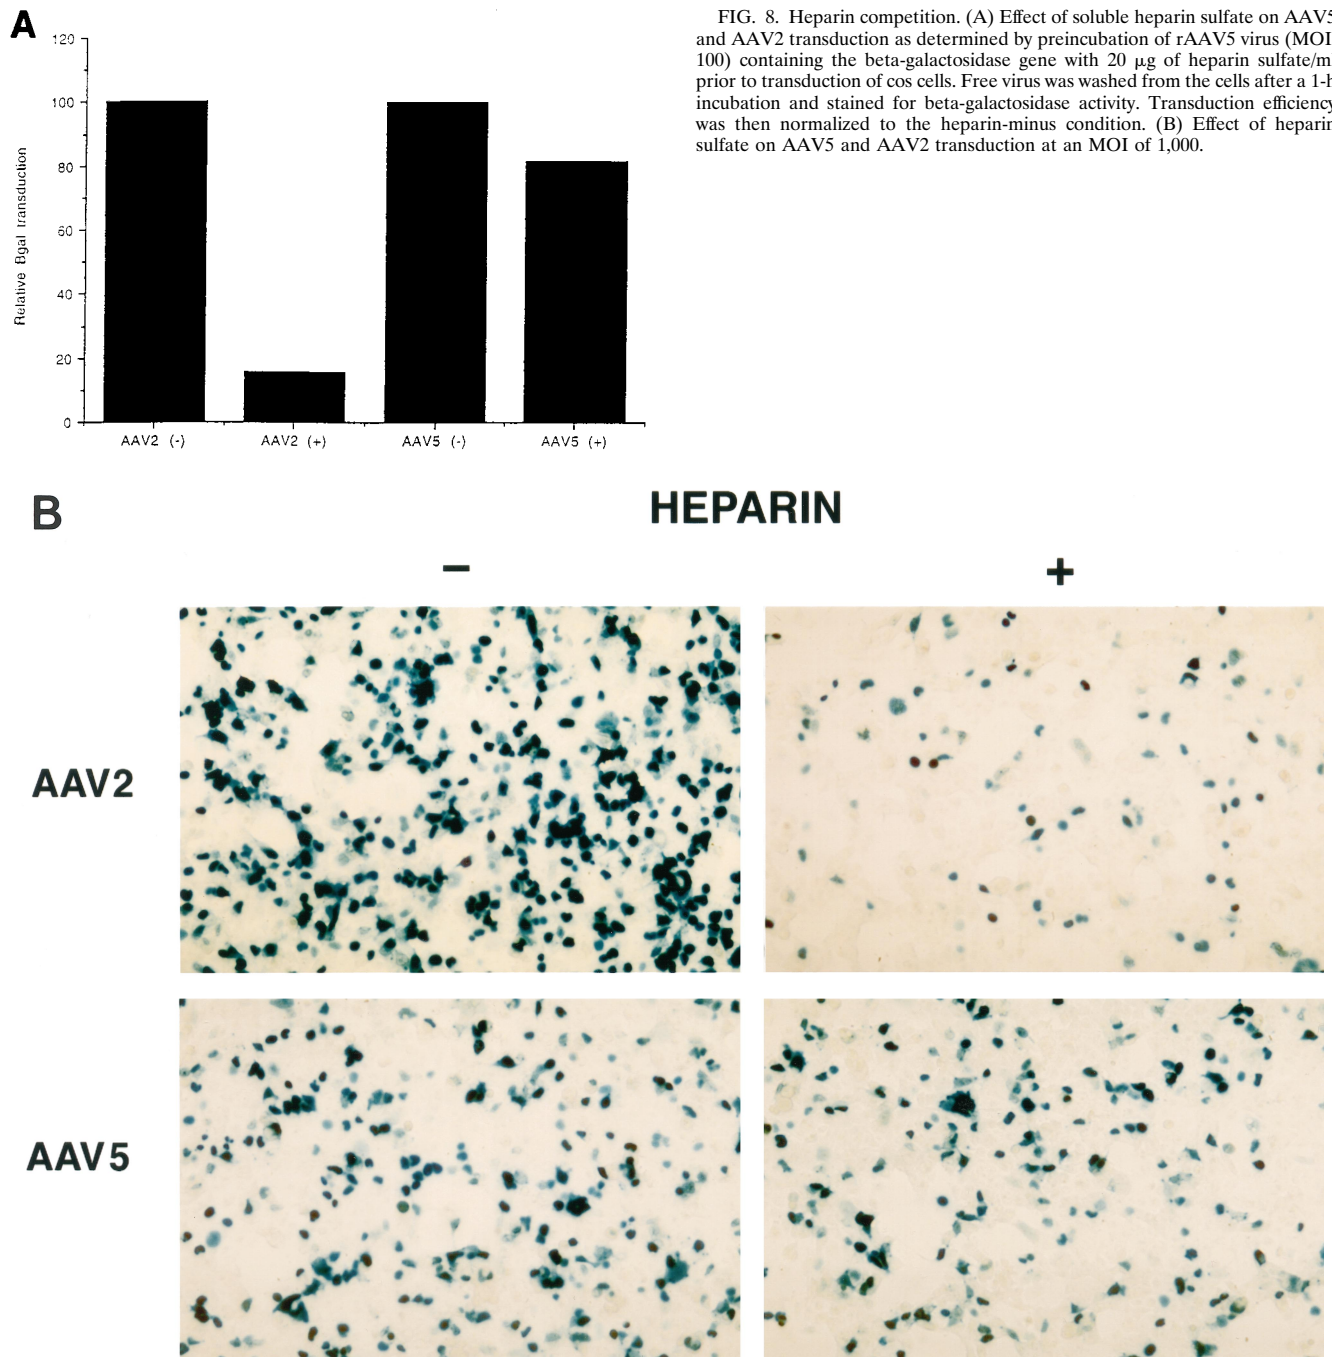 A
120
100
80
60
40
20
0
Relative Bgal transduction
AAV2 (-)
AAV2 (+)
AAV5 (-)
AAV5 (+)
FIG. 8. Heparin competition. (A) Effect of soluble heparin sulfate on AAV5
and AAV2 transduction as determined by preincubation of rAAV5 virus (MOI
100) containing the beta-galactosidase gene with 20 μg of heparin sulfate/m
prior to transduction of cos cells. Free virus was washed from the cells after a 1-h
incubation and stained for beta-galactosidase activity. Transduction efficiency
was then normalized to the heparin-minus condition. (B) Effect of heparin
sulfate on AAV5 and AAV2 transduction at an MOI of 1,000.
B
HEPARIN
− +
AAV2
AAV5